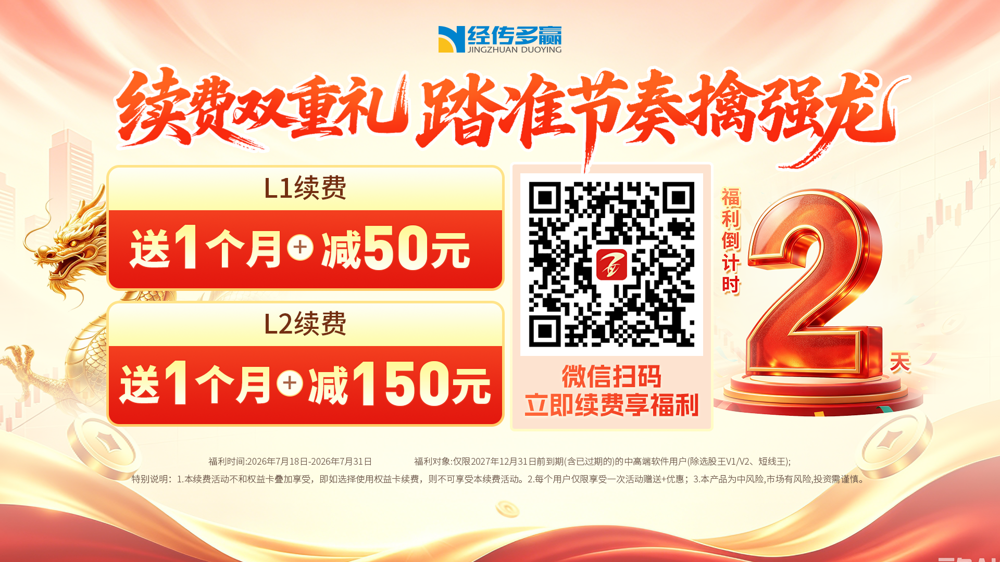 经传多赢
JINGZHUAN DUOYING
续费双重礼 踏准节奏擒强龙
L1续费
送1个月+减50元
L2续费
送1个月+减150元
微信扫码
立即续费享福利
福利倒计时
2
天
福利时间:2026年7月18日-2026年7月31日 福利对象:仅限2027年12月31日前到期(含已过期的)的中高端软件用户(除选股王V1/V2、短线王);
特别说明：1.本续费活动不和权益卡叠加享受，即如选择使用权益卡续费，则不可享受本续费活动。2.每个用户仅限享受一次活动赠送+优惠；3.本产品为中风险,市场有风险,投资需谨慎。